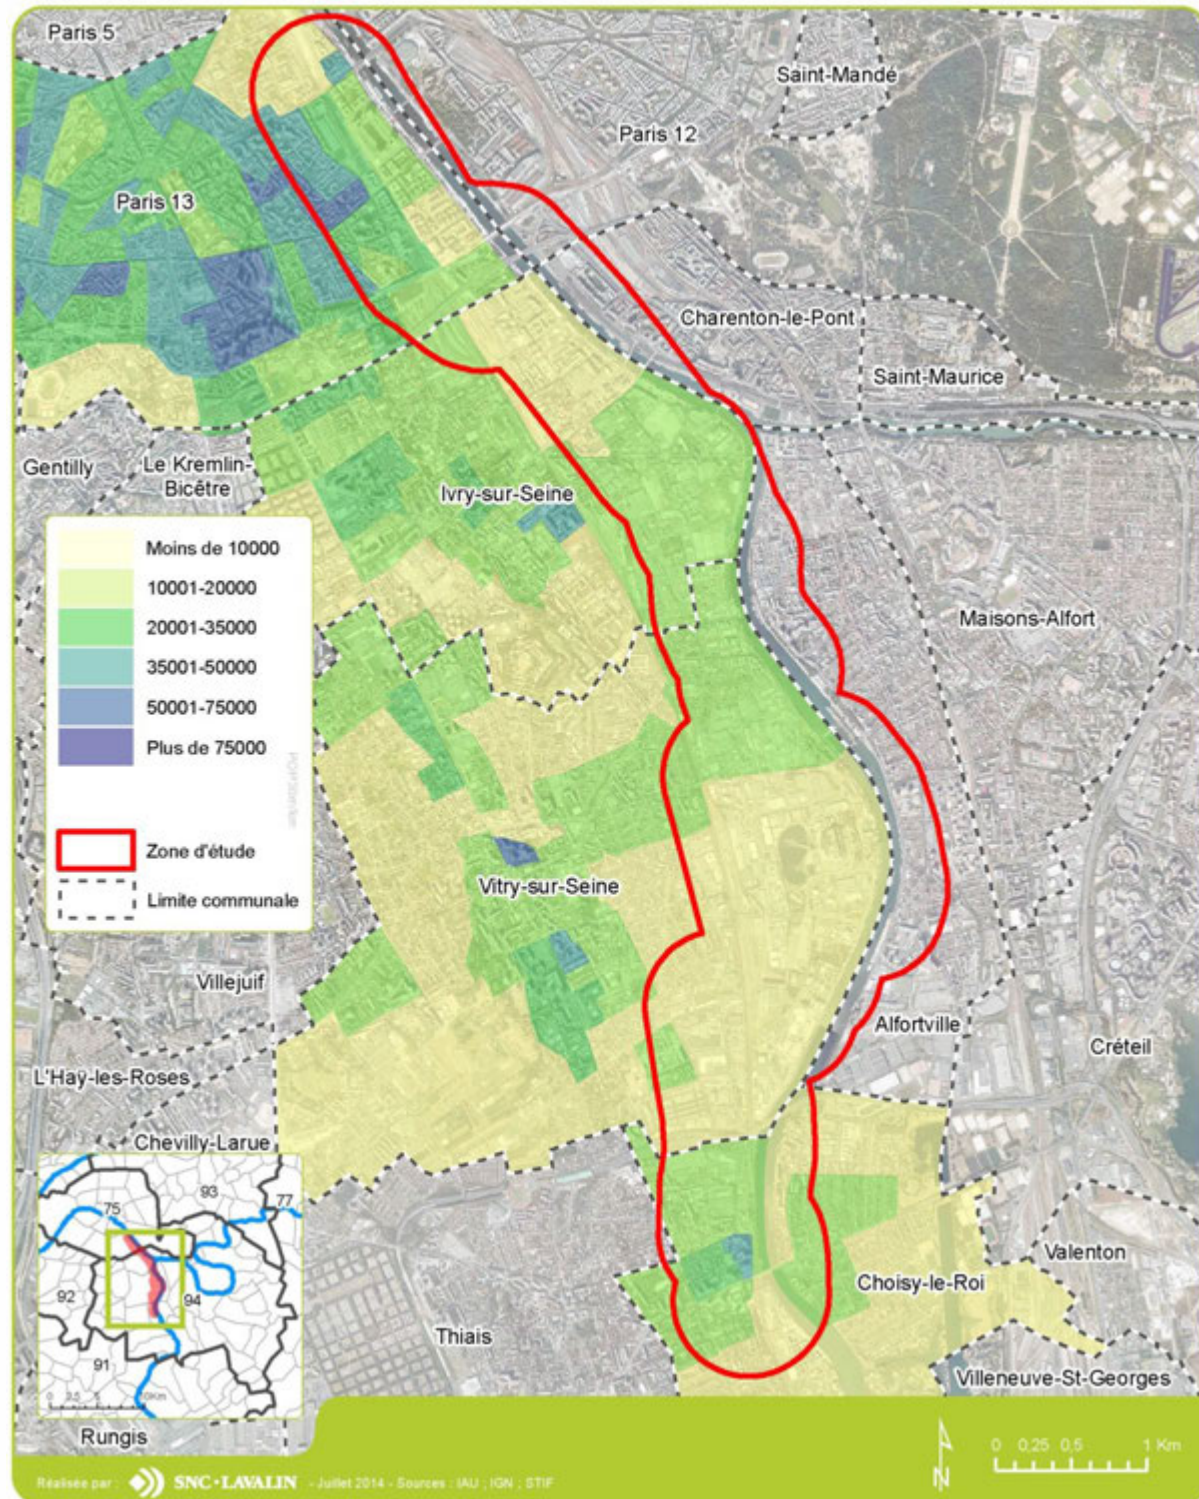 Paris 5
Saint-Mandé
Paris 12
Paris 13
Charenton-le-Pont
Saint-Maurice
Gentilly
Le Kremlin-
Bicêtre
Ivry-sur-Seine
Moins de 10000
10001-20000
20001-35000
35001-50000
50001-75000
Plus de 75000
Zone d'étude
Limite communale
Maisons-Alfort
Vitry-sur-Seine
Villejuif
Alfortville
Créteil
L'Haÿ-les-Roses
Chevilly-Larue
93
77
75
92
94
91
Valenton
Choisy-le-Roi
Thiais
Villeneuve-St-Georges
Rungis
0 0,25 0,5 1 Km
N
Réalisée par : SNC • LAVALIN - Juillet 2014 - Sources : IAU ; IGN ; STIF